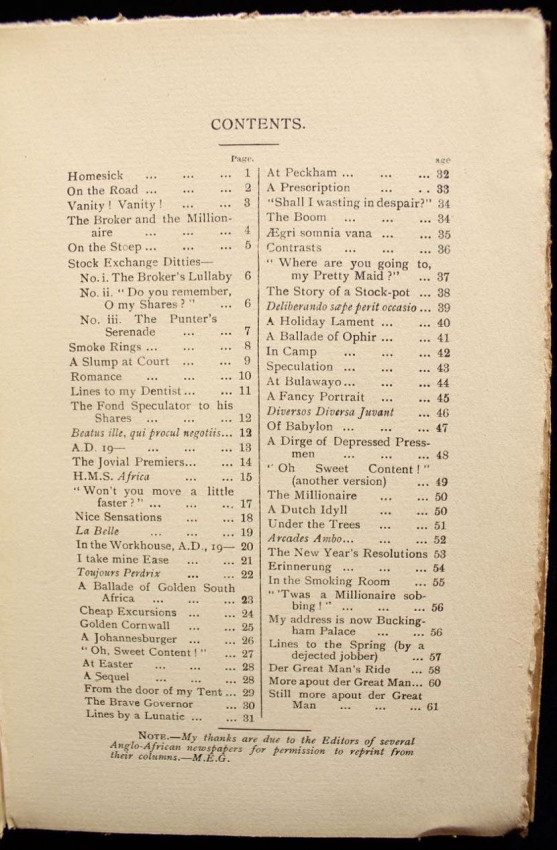 CONTENTS.
Page.
Homesick ... ... ... 1
On the Road ... ... ... 2
Vanity! Vanity! ... ... 3
The Broker and the Million-
aire ... ... ... 4
On the Stoep ... ... ... 5
Stock Exchange Ditties—
No. i. The Broker's Lullaby 6
No. ii. "Do you remember,
O my Shares?" ... 6
No. iii. The Punter's
Serenade ... ... 7
Smoke Rings ... ... ... 8
A Slump at Court ... ... 9
Romance ... ... ... 10
Lines to my Dentist... ... 11
The Fond Speculator to his
Shares ... ... ... 12
Beatus ille, qui procul negotiis... 12
A.D. 19— ... ... ... 13
The Jovial Premiers... ... 14
H.M.S. Africa ... ... 15
"Won't you move a little
faster?" ... ... ... 17
Nice Sensations ... ... 18
La Belle ... ... ... 19
In the Workhouse, A.D., 19— 20
I take mine Ease ... ... 21
Toujours Perdrix ... ... 22
A Ballade of Golden South
Africa ... ... ... 23
Cheap Excursions ... ... 24
Golden Cornwall ... ... 25
A Johannesburger ... ... 26
"Oh, Sweet Content!" ... 27
At Easter ... ... ... 28
A Sequel ... ... ... 28
From the door of my Tent ... 29
The Brave Governor ... 30
Lines by a Lunatic ... ... 31
age
At Peckham ... ... ... 32
A Prescription ... .. 33
"Shall I wasting in despair?" 34
The Boom ... ... ... 34
Ægri somnia vana ... ... 35
Contrasts ... ... ... 36
"Where are you going to,
my Pretty Maid?" ... 37
The Story of a Stock-pot ... 38
Deliberando sæpe perit occasio ... 39
A Holiday Lament ... ... 40
A Ballade of Ophir ... ... 41
In Camp ... ... ... 42
Speculation ... ... ... 43
At Bulawayo... ... ... 44
A Fancy Portrait ... ... 45
Diversos Diversa Juvant ... 46
Of Babylon ... ... ... 47
A Dirge of Depressed Press-
men ... ... ... 48
"Oh Sweet Content!"
(another version) ... 49
The Millionaire ... ... 50
A Dutch Idyll ... ... 50
Under the Trees ... ... 51
Arcades Ambo... ... ... 52
The New Year's Resolutions 53
Erinnerung ... ... ... 54
In the Smoking Room ... 55
"'Twas a Millionaire sob-
bing!" ... ... ... 56
My address is now Bucking-
ham Palace ... ... 56
Lines to the Spring (by a
dejected jobber) ... 57
Der Great Man's Ride ... 58
More apout der Great Man... 60
Still more apout der Great
Man ... ... ... 61
NOTE.—My thanks are due to the Editors of several
Anglo-African newspapers for permission to reprint from
their columns.—M.E.G.